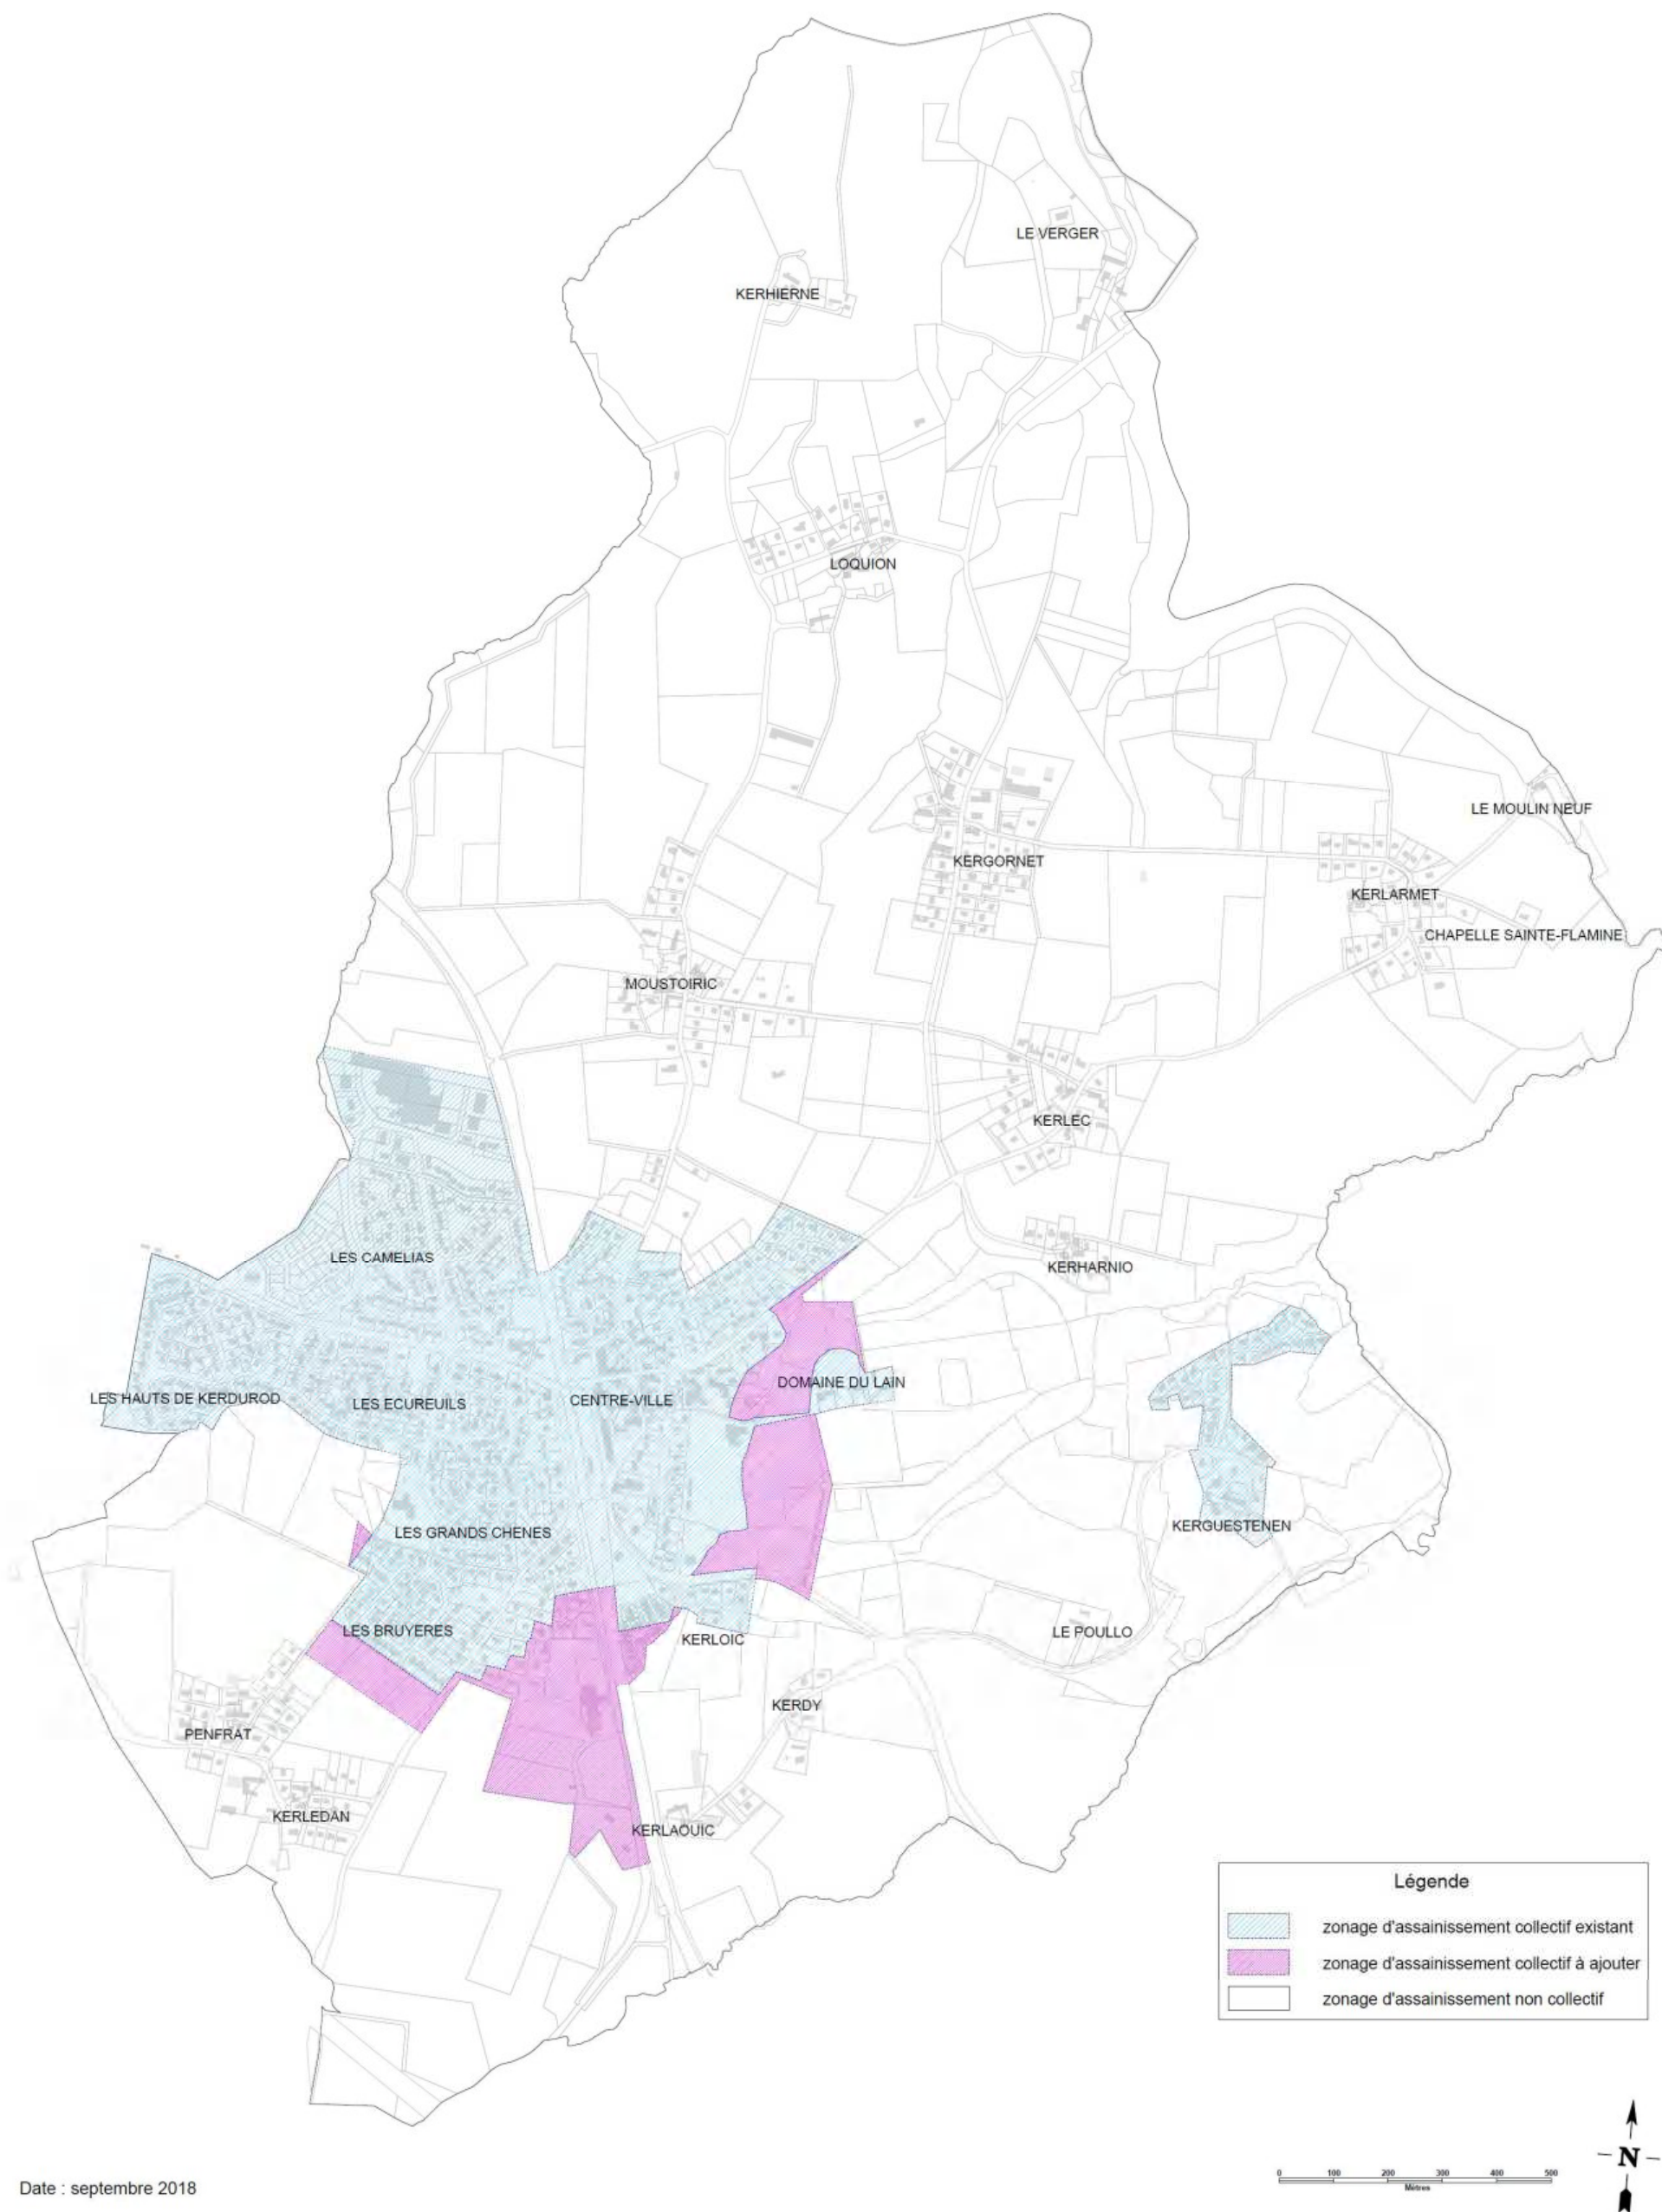 LE VERGER
KERHIERNE
LOQUION
LE MOULIN NEUF
KERGORNET
KERLARMET
CHAPELLE SAINTE-FLAMINE
MOUSTOIRIC
KERLEC
LES CAMELIAS
KERHARNIO
DOMAINE DU LAIN
LES HAUTS DE KERDUROD
LES ECUREUILS
CENTRE-VILLE
KERGUESTENEN
LES GRANDS CHENES
LES BRUYERES
KERLOIC
LE POULLO
KERDY
PENFRAT
KERLEDAN
KERLAOUIC
Légende
zonage d'assainissement collectif existant
zonage d'assainissement collectif à ajouter
zonage d'assainissement non collectif
N
0 100 200 300 400 500
Mètres
Date : septembre 2018